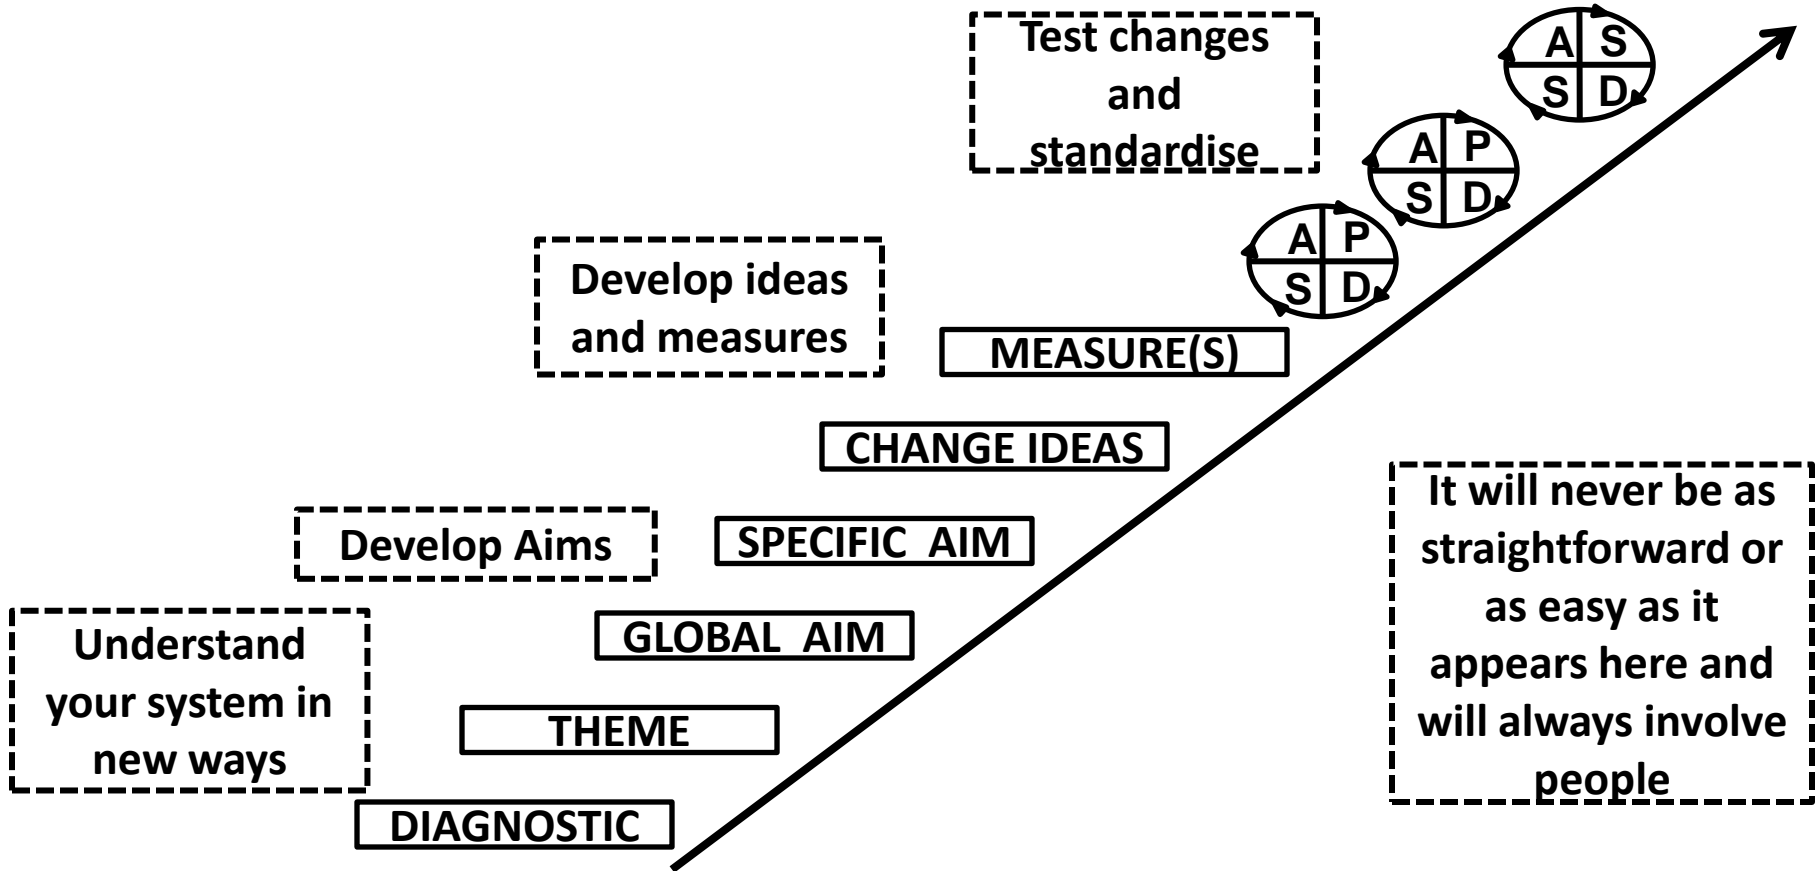 Test changes
and
standardise
A S
S D
A P
S D
A P
S D
Develop ideas
and measures
MEASURE(S)
CHANGE IDEAS
Develop Aims
SPECIFIC AIM
It will never be as
straightforward or
as easy as it
appears here and
will always involve
people
Understand
your system in
new ways
GLOBAL AIM
THEME
DIAGNOSTIC